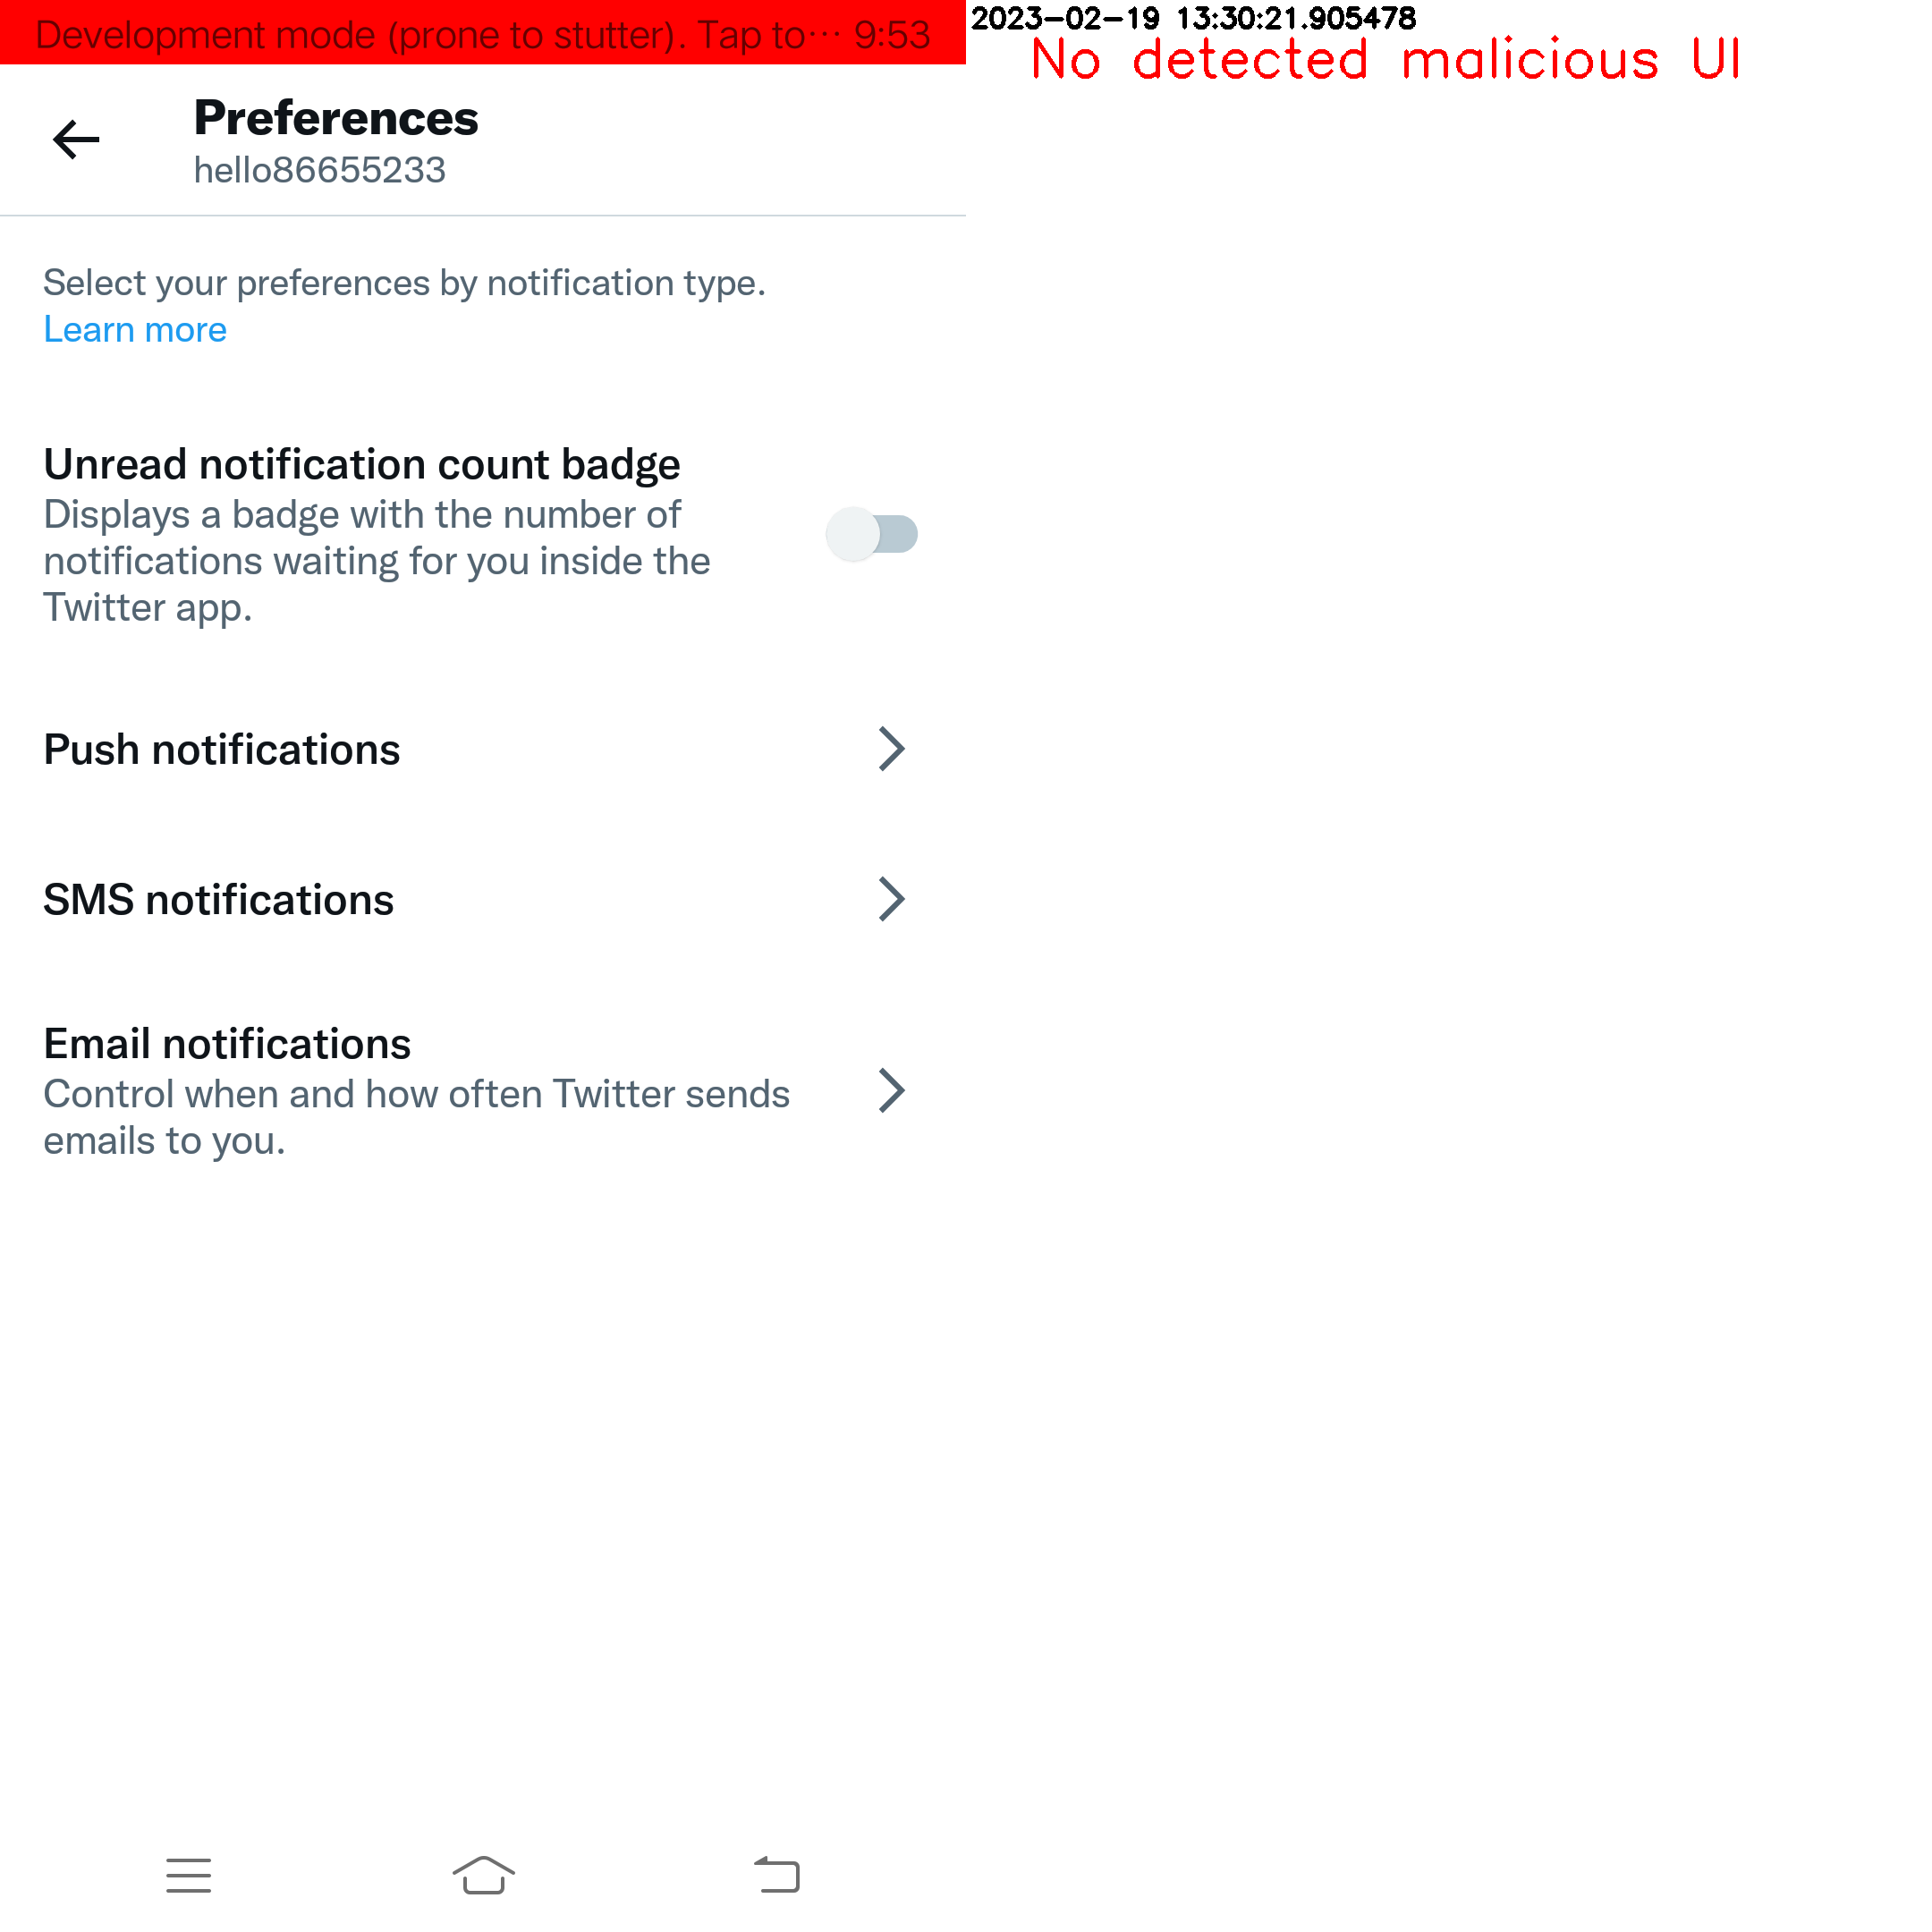 Development mode (prone to stutter). Tap to... 9:53
Preferences
hello86655233
Select your preferences by notification type.
Learn more
Unread notification count badge
Displays a badge with the number of
notifications waiting for you inside the
Twitter app.
Push notifications
SMS notifications
Email notifications
Control when and how often Twitter sends
emails to you.
2023-02-19 13:30:21.905478
No detected malicious UI